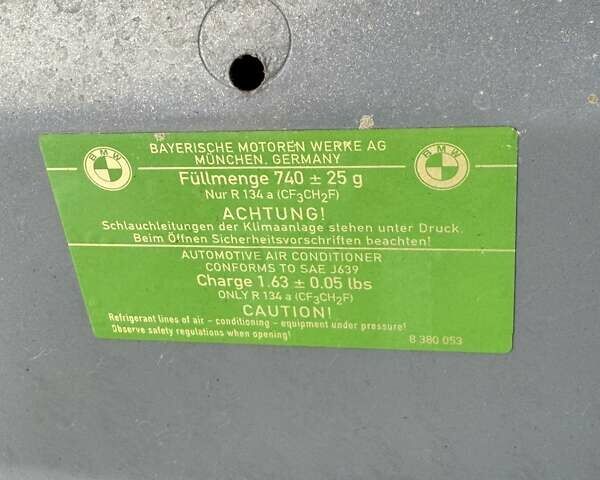 BMW
BMW
BAYERISCHE MOTOREN WERKE AG
MÜNCHEN, GERMANY
Füllmenge 740 ± 25 g
Nur R 134 a (CF3CH2F)
ACHTUNG!
Schlauchleitungen der Klimaanlage stehen unter Druck.
Beim Öffnen Sicherheitsvorschriften beachten!
AUTOMOTIVE AIR CONDITIONER
CONFORMS TO SAE J639
Charge 1.63 ± 0.05 lbs
ONLY R 134 a (CF3CH2F)
CAUTION!
Refrigerant lines of air - conditioning - equipment under pressure!
Observe safety regulations when opening!
8 380 053